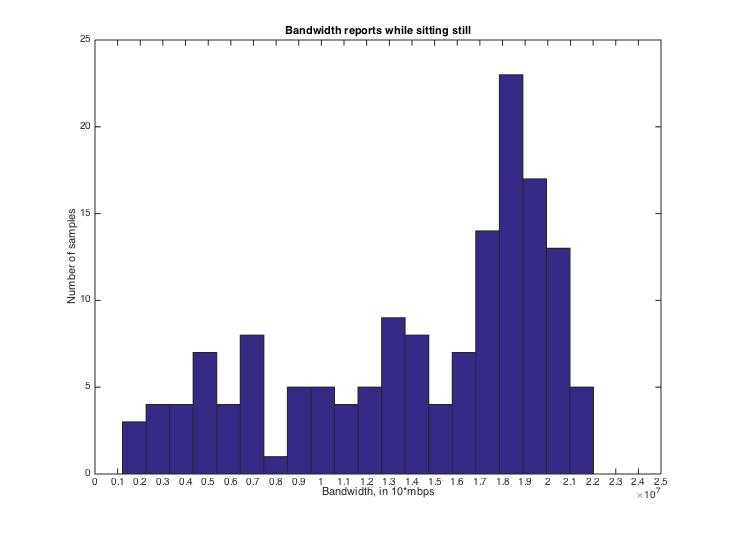 Bandwidth reports while sitting still
25
20
15
10
5
0
Number of samples
0 0.1 0.2 0.3 0.4 0.5 0.6 0.7 0.8 0.9 1 1.1 1.2 1.3 1.4 1.5 1.6 1.7 1.8 1.9 2 2.1 2.2 2.3 2.4 2.5
Bandwidth, in 10*mbps
×10⁷